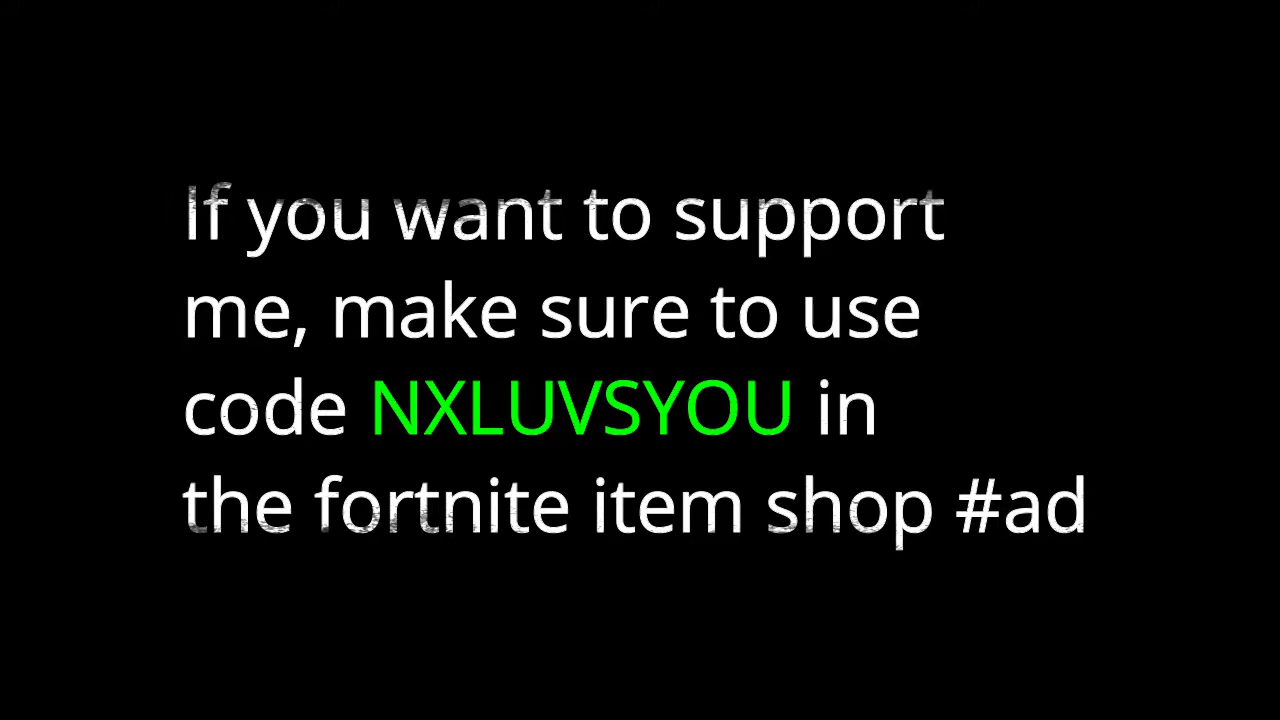 If you want to support
me, make sure to use
code NXLUVSYOU in
the fortnite item shop #ad